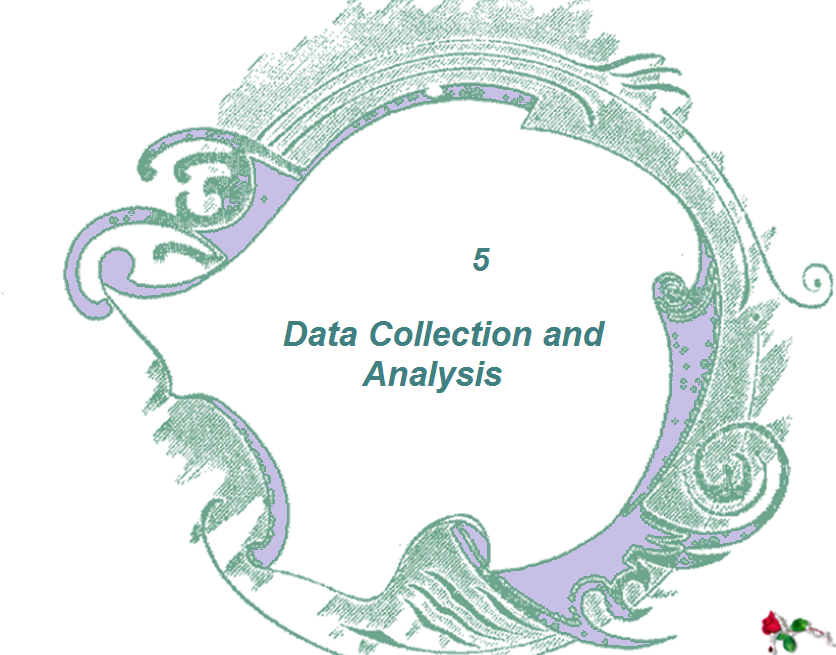 5
Data Collection and
Analysis